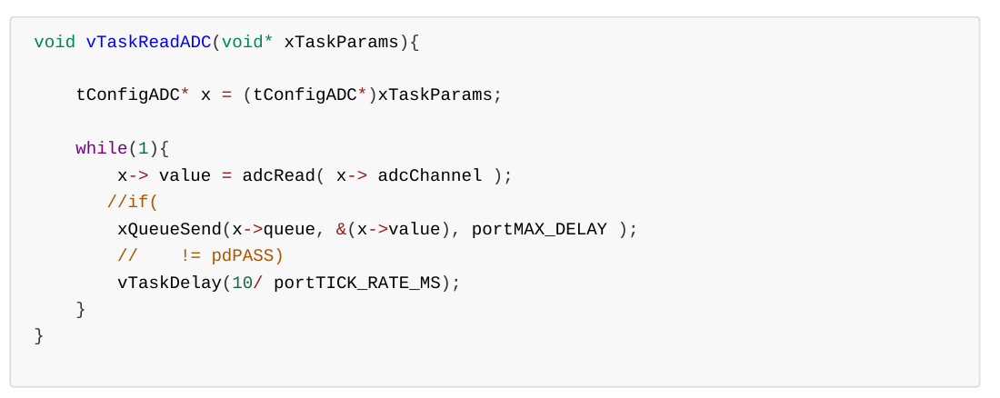 void vTaskReadADC(void* xTaskParams){
    tConfigADC* x = (tConfigADC*)xTaskParams;
    while(1){
        x-> value = adcRead( x-> adcChannel );
       //if(
        xQueueSend(x->queue, &(x->value), portMAX_DELAY );
        //    != pdPASS)
        vTaskDelay(10/ portTICK_RATE_MS);
    }
}